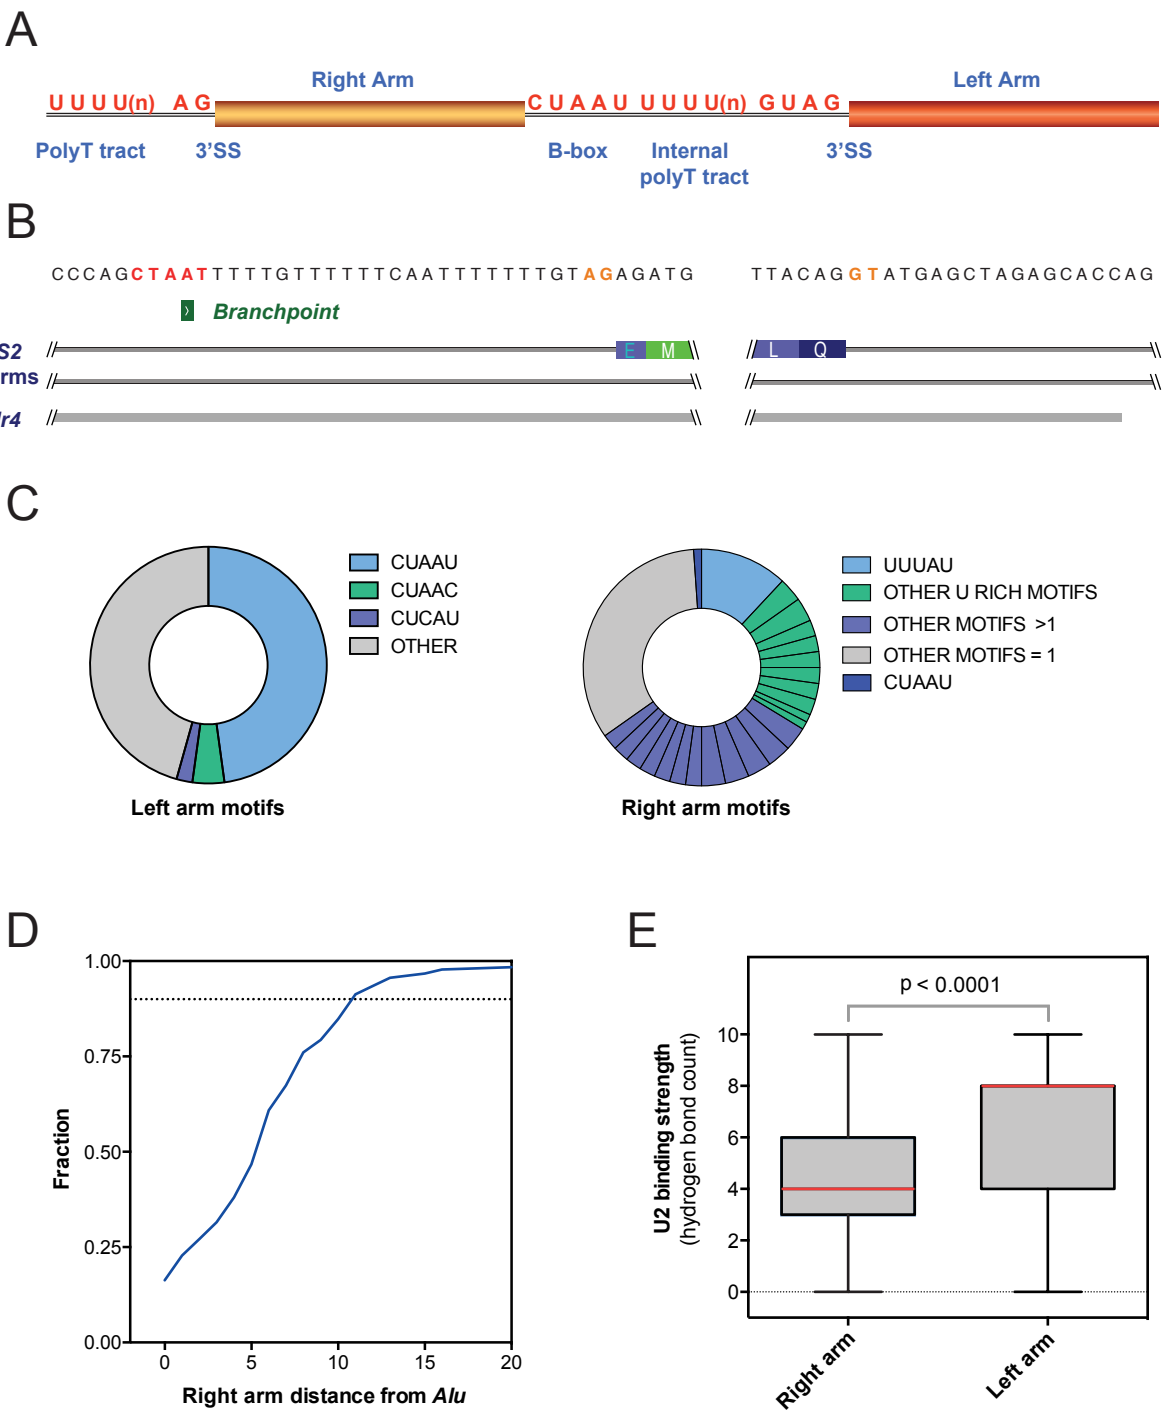 A
Right Arm
Left Arm
U U U U(n) A G
C U A A U U U U U(n) G U A G
PolyT tract
3'SS
B-box
Internal
polyT tract
3'SS
B
CCCAGCTAATTTTTGTTTTTTCAATTTTTTTGTAGAGATG
TTACAGGTATGAGCTAGAGCACCAG
Branchpoint
S2
E
M
L
Q
rms
r4
C
CUAAU
CUAAC
CUCAU
OTHER
Left arm motifs
UUUAU
OTHER U RICH MOTIFS
OTHER MOTIFS >1
OTHER MOTIFS = 1
CUAAU
Right arm motifs
D
1.00
0.75
0.50
0.25
0.00
Fraction
0 5 10 15 20
Right arm distance from Alu
E
p < 0.0001
10
8
6
4
2
0
U2 binding strength
(hydrogen bond count)
Right arm
Left arm